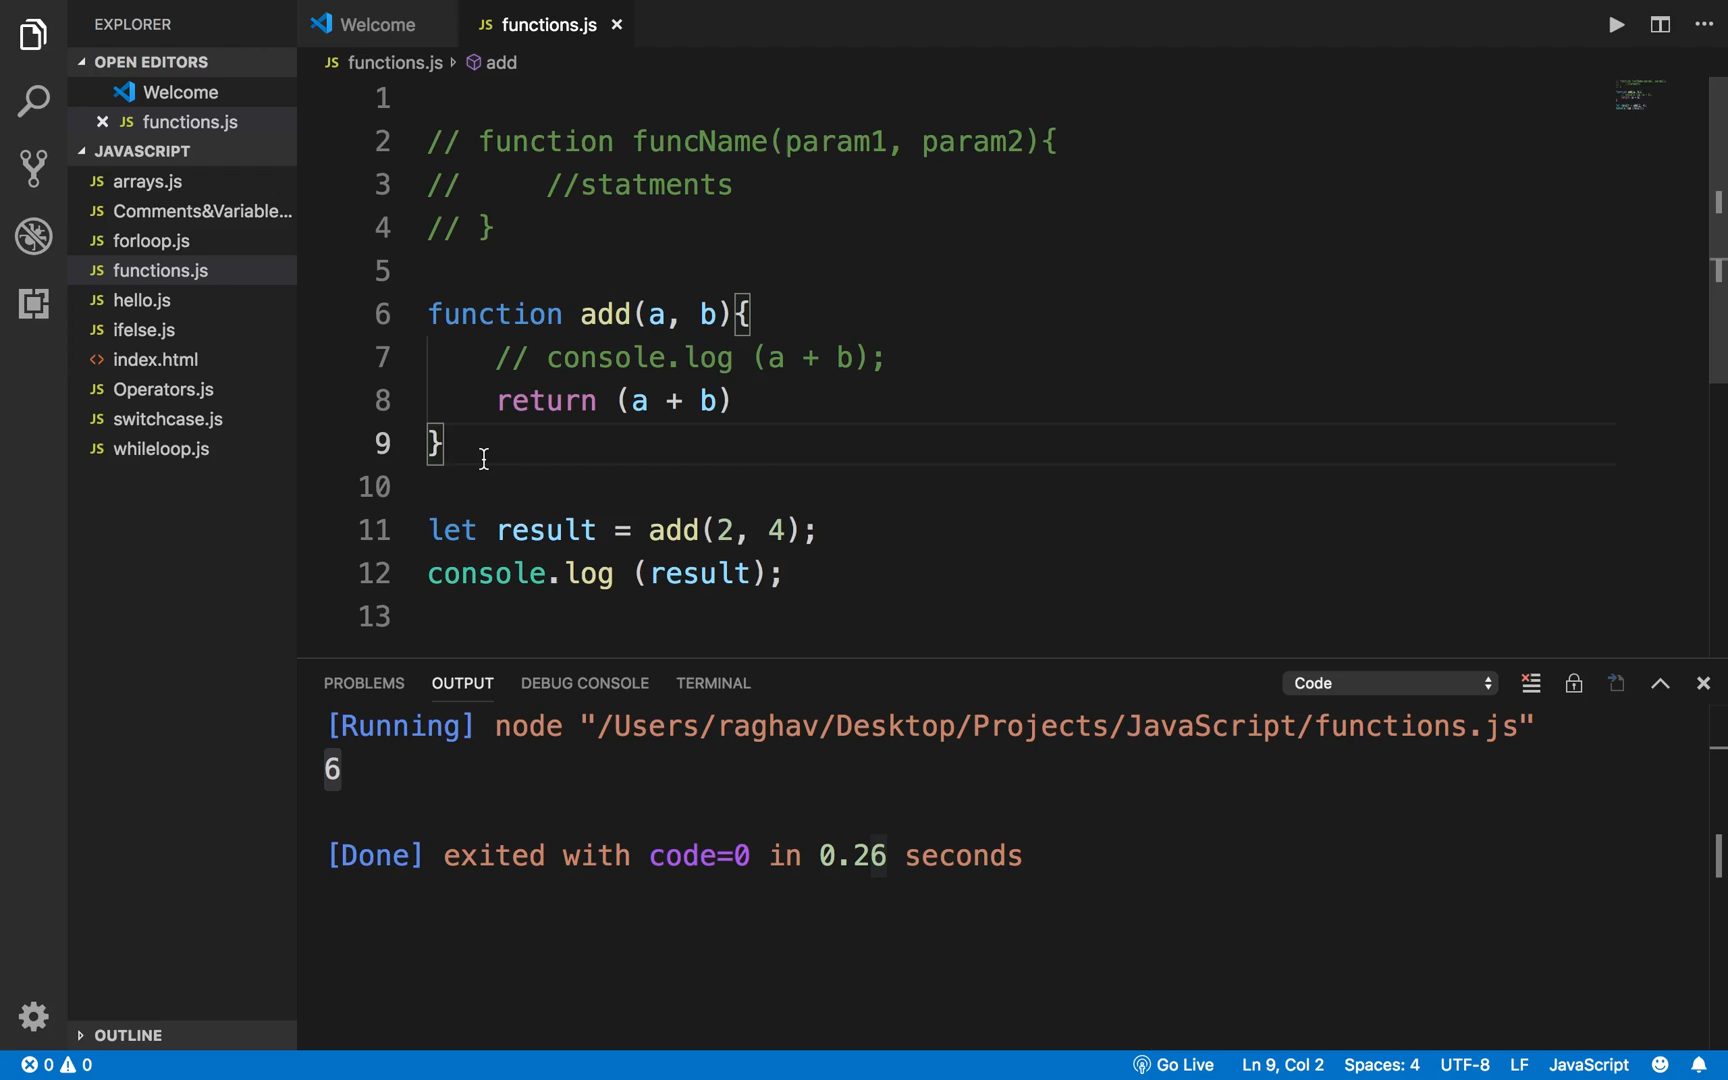 EXPLORER
OPEN EDITORS
Welcome
JS functions.js
JAVASCRIPT
JS arrays.js
JS Comments&Variable...
JS forloop.js
JS functions.js
JS hello.js
JS ifelse.js
<> index.html
JS Operators.js
JS switchcase.js
JS whileloop.js
OUTLINE
Welcome
JS functions.js
JS functions.js add
1
2 // function funcName(param1, param2){
3 //     //statments
4 // }
5
6 function add(a, b){
7     // console.log (a + b);
8     return (a + b)
9 }
10
11 let result = add(2, 4);
12 console.log (result);
13
PROBLEMS OUTPUT DEBUG CONSOLE TERMINAL Code
[Running] node "/Users/raghav/Desktop/Projects/JavaScript/functions.js"
6
[Done] exited with code=0 in 0.26 seconds
0 0 Go Live Ln 9, Col 2 Spaces: 4 UTF-8 LF JavaScript